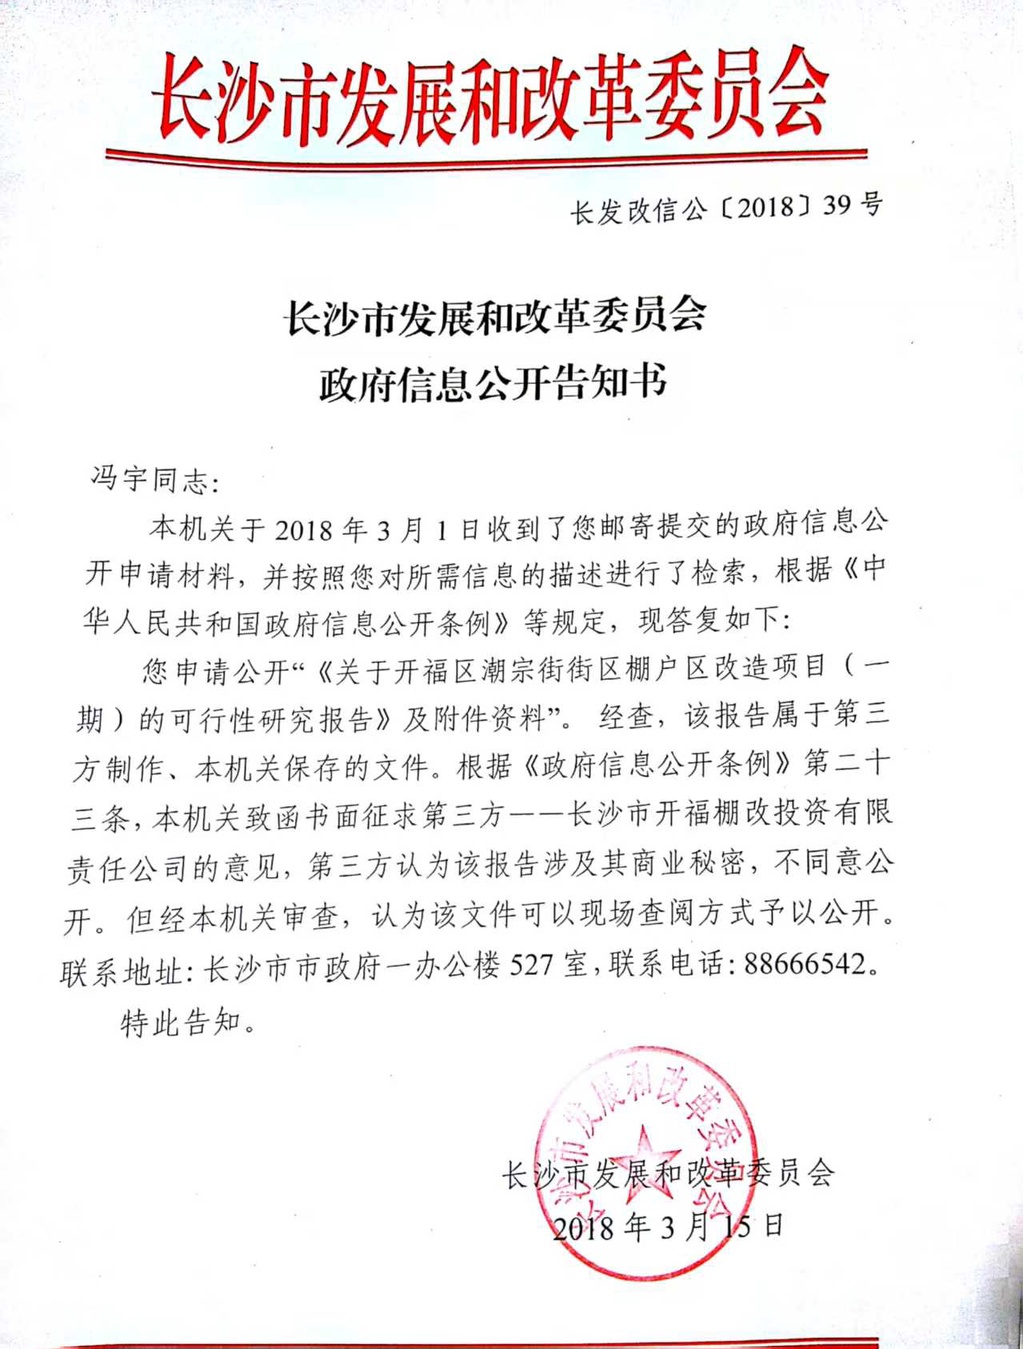 长沙市发展和改革委员会
长发改信公〔2018〕39 号
长沙市发展和改革委员会
政府信息公开告知书
冯宇同志：
本机关于 2018 年 3 月 1 日收到了您邮寄提交的政府信息公
开申请材料，并按照您对所需信息的描述进行了检索，根据《中
华人民共和国政府信息公开条例》等规定，现答复如下：
您申请公开“《关于开福区潮宗街街区棚户区改造项目（一
期）的可行性研究报告》及附件资料”。 经查，该报告属于第三
方制作、本机关保存的文件。根据《政府信息公开条例》第二十
三条，本机关致函书面征求第三方——长沙市开福棚改投资有限
责任公司的意见，第三方认为该报告涉及其商业秘密，不同意公
开。但经本机关审查，认为该文件可以现场查阅方式予以公开。
联系地址：长沙市市政府一办公楼 527 室，联系电话：88666542。
特此告知。
长沙市发展和改革委员会
长沙市发展和改革委员会
2018 年 3 月 15 日